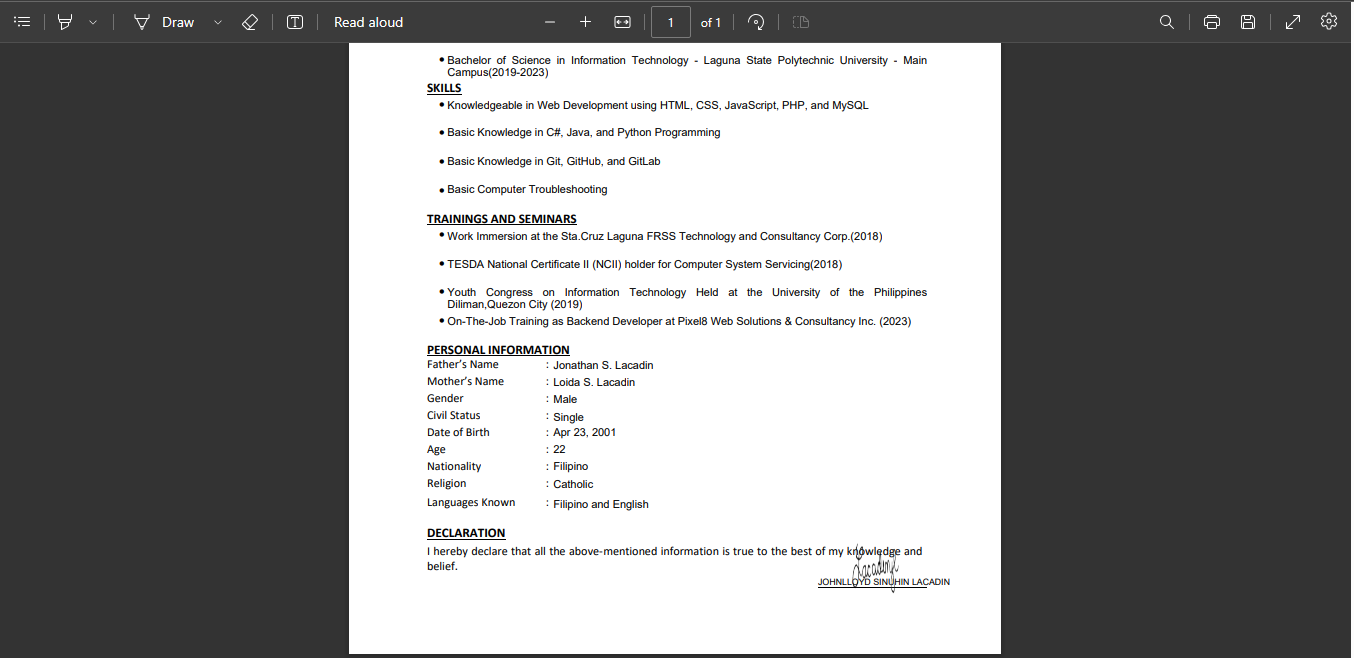 Draw
Read aloud
1 of 1
• Bachelor of Science in Information Technology - Laguna State Polytechnic University - Main
Campus(2019-2023)
SKILLS
• Knowledgeable in Web Development using HTML, CSS, JavaScript, PHP, and MySQL
• Basic Knowledge in C#, Java, and Python Programming
• Basic Knowledge in Git, GitHub, and GitLab
• Basic Computer Troubleshooting
TRAININGS AND SEMINARS
• Work Immersion at the Sta.Cruz Laguna FRSS Technology and Consultancy Corp.(2018)
• TESDA National Certificate II (NCII) holder for Computer System Servicing(2018)
• Youth Congress on Information Technology Held at the University of the Philippines
Diliman,Quezon City (2019)
• On-The-Job Training as Backend Developer at Pixel8 Web Solutions & Consultancy Inc. (2023)
PERSONAL INFORMATION
Father's Name : Jonathan S. Lacadin
Mother's Name : Loida S. Lacadin
Gender : Male
Civil Status : Single
Date of Birth : Apr 23, 2001
Age : 22
Nationality : Filipino
Religion : Catholic
Languages Known : Filipino and English
DECLARATION
I hereby declare that all the above-mentioned information is true to the best of my knowledge and
belief.
JOHNLLOYD SINUHIN LACADIN